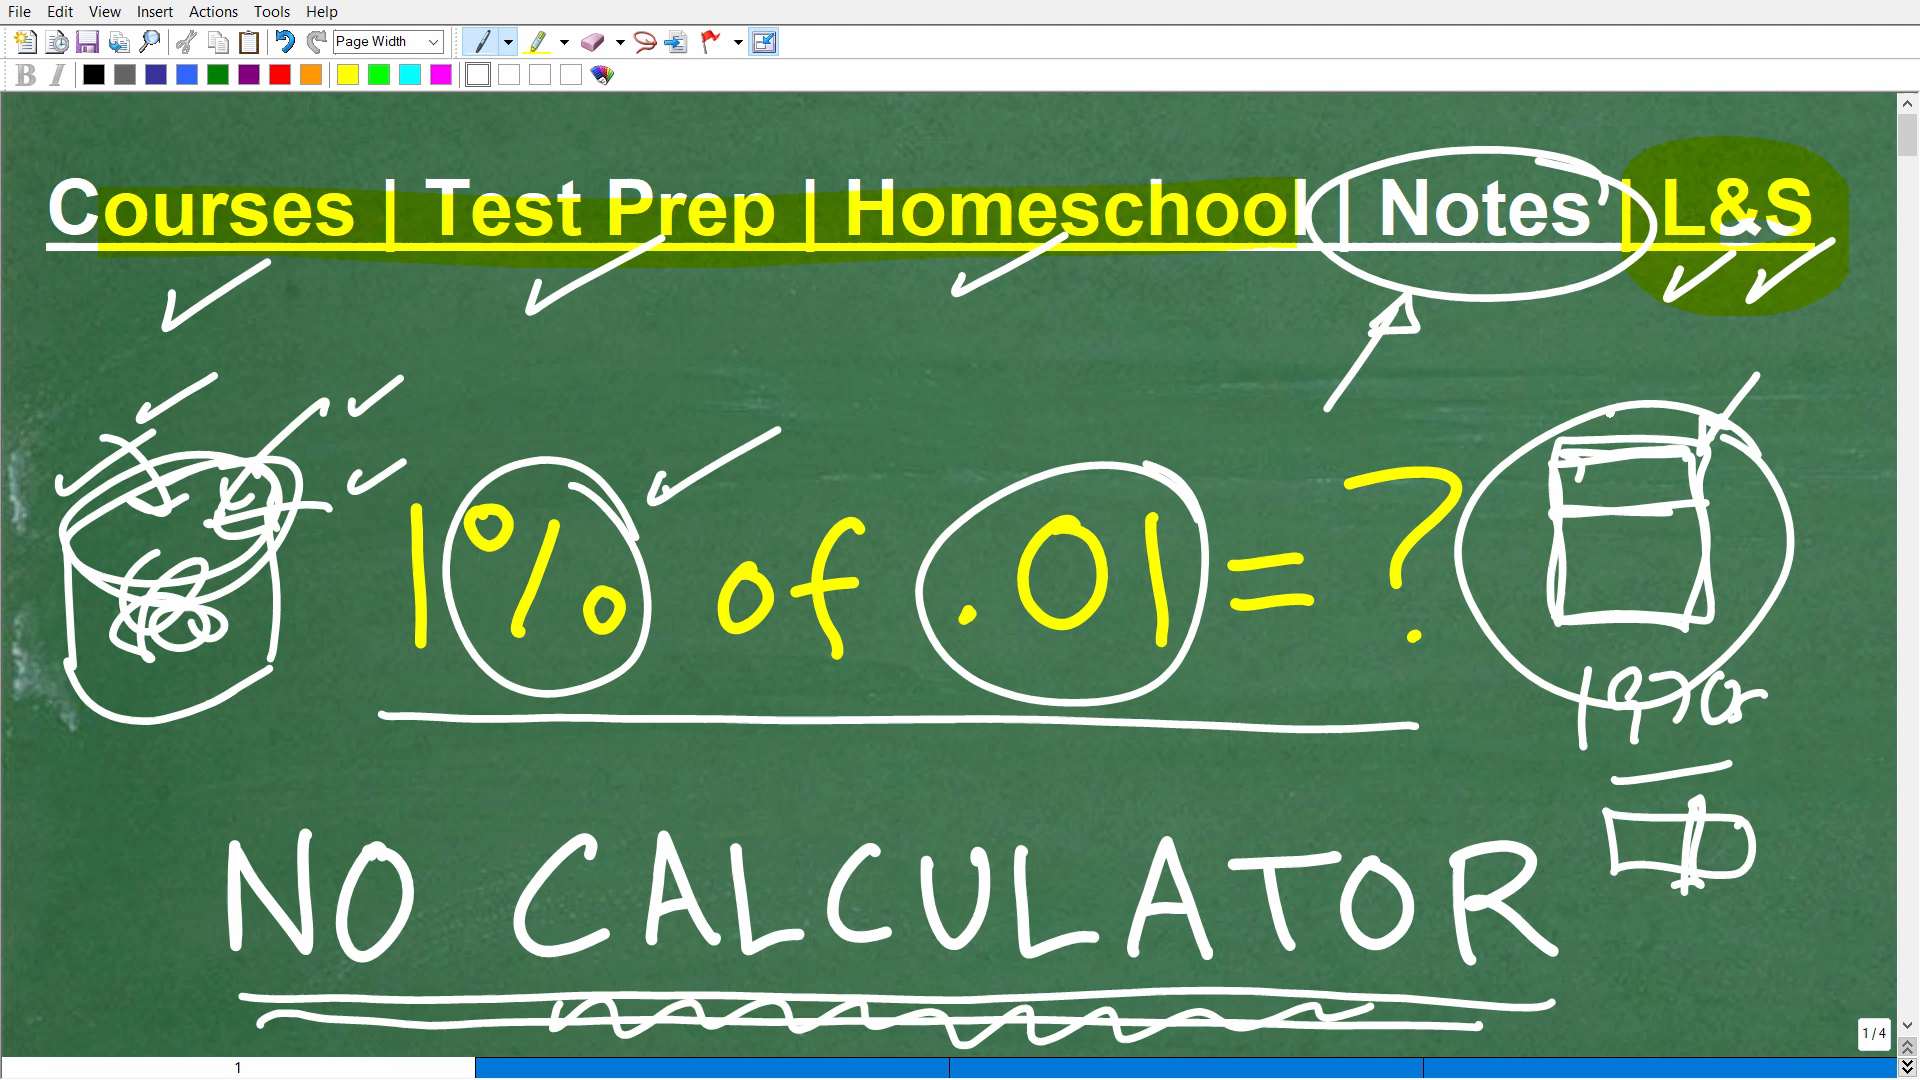 File Edit View Insert Actions Tools Help
Page Width
B I
Courses | Test Prep | Homeschool | Notes | L&S
1% of .01 = ?
NO CALCULATOR
1/4
1